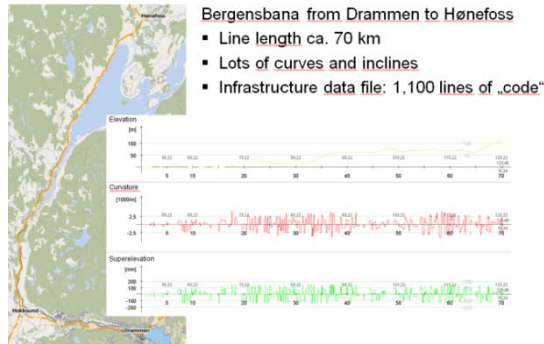 Hønefoss
Bergensbana from Drammen to Hønefoss
▪ Line length ca. 70 km
▪ Lots of curves and inclines
▪ Infrastructure data file: 1,100 lines of „code“
Elevation
[m]
100
50
5 10 20 30 40 50 60 70
Curvature
[1000/m]
2,5
-2,5
5 10 20 30 40 50 60 70
Superelevation
[mm]
200
100
-100
-200
5 10 20 30 40 50 60 70
Hokksund
Drammen